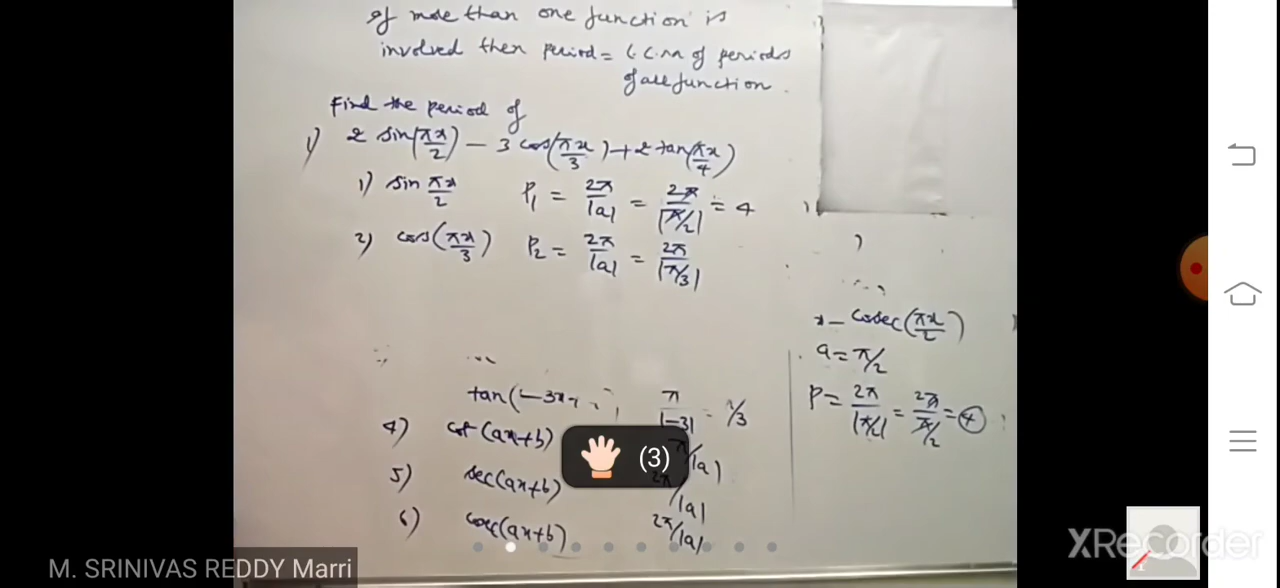 of more than one function is
involved then period = L.C.M of periods
of all function.
Find the period of
1) 2 sin(πx/2) - 3 cos(πx/3) + 2 tan(πx/4)
1) sin πx/2 P₁ = 2π/|a| = 2π/|π/2| = 4
2) cos(πx/3) P₂ = 2π/|a| = 2π/|π/3|
x - cosec(πx/2)
a = π/2
P = 2π/|π/2| = 2π/π/2 = 4
tan(-3x+ π/|-3| = π/3
4) cot(ax+b) π/|a|
5) sec(ax+b) 2π/|a|
6) cosec(ax+b) 2π/|a|
(3)
M. SRINIVAS REDDY Marri
XRecorder